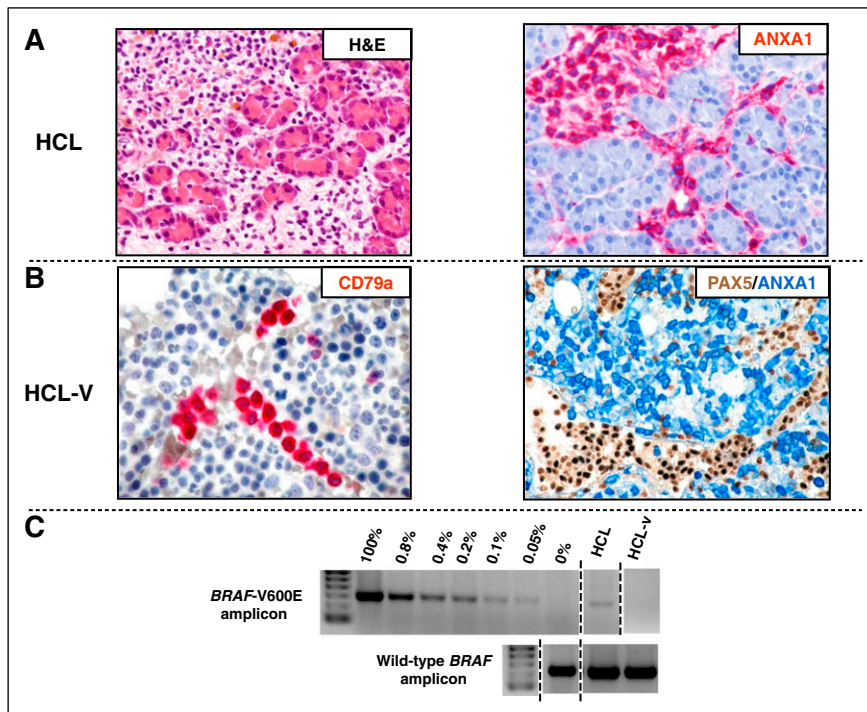 A
H&E
ANXA1
HCL
B
CD79a
PAX5/ANXA1
HCL-V
C
100%
0.8%
0.4%
0.2%
0.1%
0.05%
0%
HCL
HCL-v
BRAF-V600E
amplicon
Wild-type BRAF
amplicon